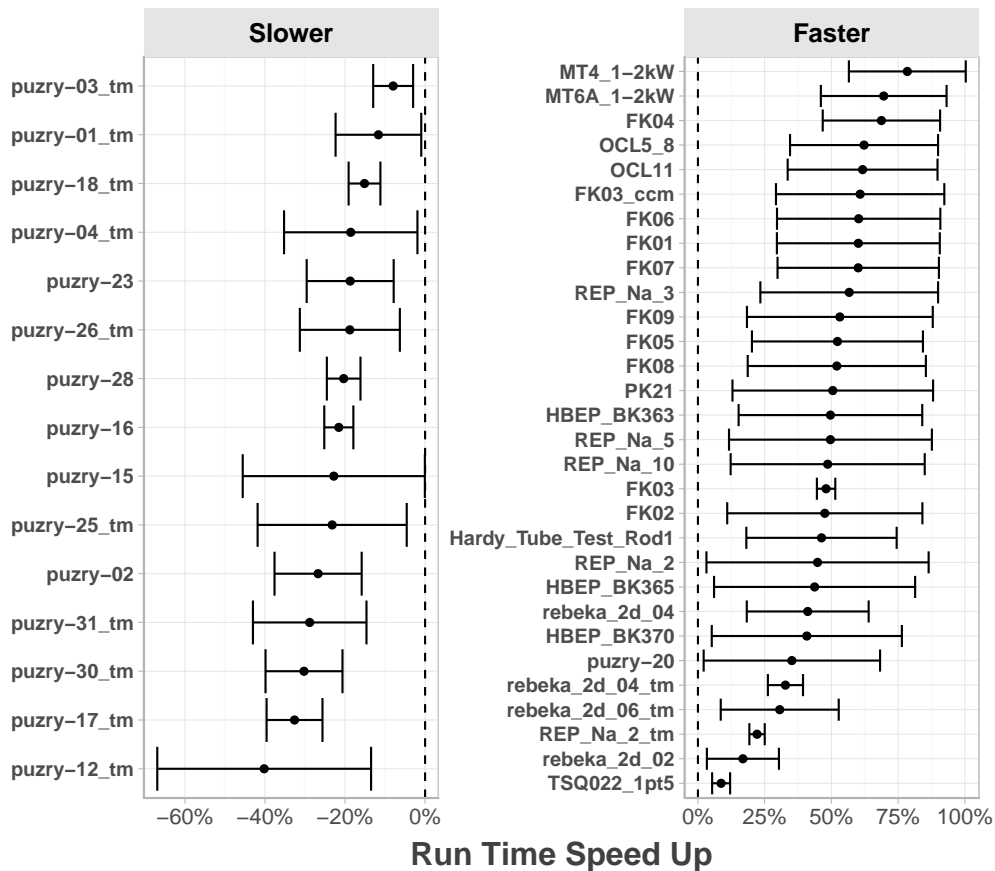 Slower
puzry−03_tm
puzry−01_tm
puzry−18_tm
puzry−04_tm
puzry−23
puzry−26_tm
puzry−28
puzry−16
puzry−15
puzry−25_tm
puzry−02
puzry−31_tm
puzry−30_tm
puzry−17_tm
puzry−12_tm
−60% −40% −20% 0%
Faster
MT4_1−2kW
MT6A_1−2kW
FK04
OCL5_8
OCL11
FK03_ccm
FK06
FK01
FK07
REP_Na_3
FK09
FK05
FK08
PK21
HBEP_BK363
REP_Na_5
REP_Na_10
FK03
FK02
Hardy_Tube_Test_Rod1
REP_Na_2
HBEP_BK365
rebeka_2d_04
HBEP_BK370
puzry−20
rebeka_2d_04_tm
rebeka_2d_06_tm
REP_Na_2_tm
rebeka_2d_02
TSQ022_1pt5
0% 25% 50% 75% 100%
Run Time Speed Up